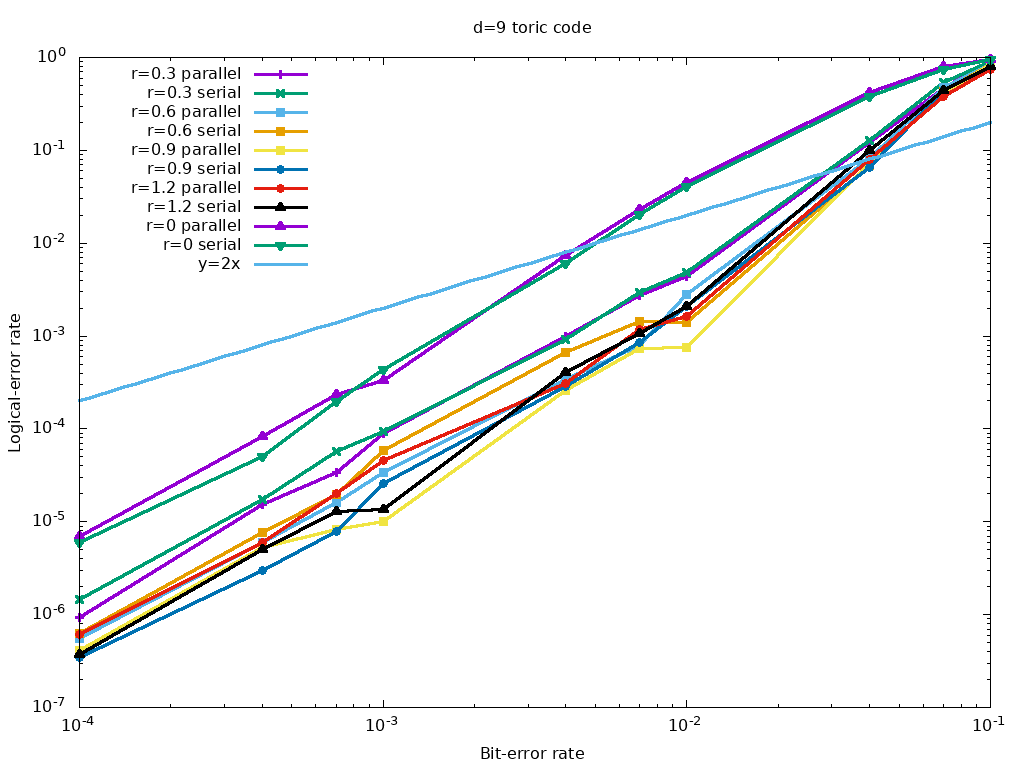 d=9 toric code
10^0
r=0.3 parallel
r=0.3 serial
r=0.6 parallel
r=0.6 serial
r=0.9 parallel
r=0.9 serial
r=1.2 parallel
r=1.2 serial
r=0 parallel
r=0 serial
y=2x
10^-1
10^-2
10^-3
10^-4
10^-5
10^-6
10^-7
Logical-error rate
10^-4 10^-3 10^-2 10^-1
Bit-error rate